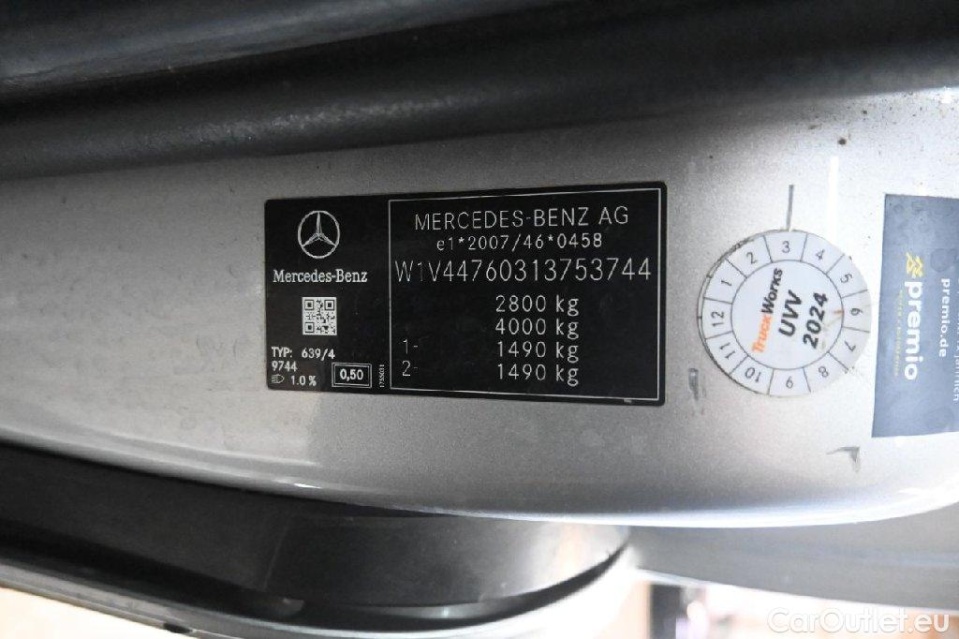 Mercedes-Benz
TYP: 639/4
9744
1.0 %
0,50
MERCEDES-BENZ AG
e1*2007/46*0458
W1V44760313753744
2800 kg
4000 kg
1- 1490 kg
2- 1490 kg
1 2 3 4 5 6 7 8 9 10 11 12
TruckWorks
UVV
2024
premio
premio.de
CarOutlet.eu